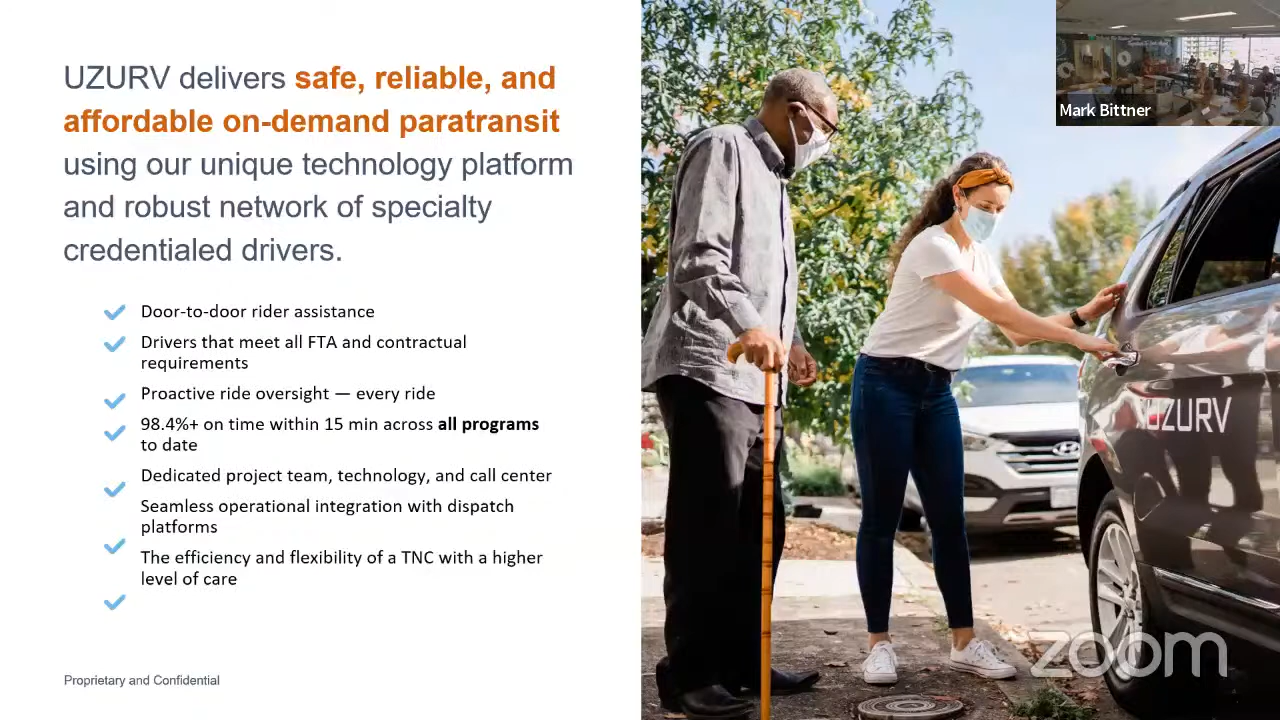 UZURV delivers safe, reliable, and
affordable on-demand paratransit
using our unique technology platform
and robust network of specialty
credentialed drivers.
Door-to-door rider assistance
Drivers that meet all FTA and contractual
requirements
Proactive ride oversight — every ride
98.4%+ on time within 15 min across all programs
to date
Dedicated project team, technology, and call center
Seamless operational integration with dispatch
platforms
The efficiency and flexibility of a TNC with a higher
level of care
Proprietary and Confidential
Mark Bittner
UZURV
zoom